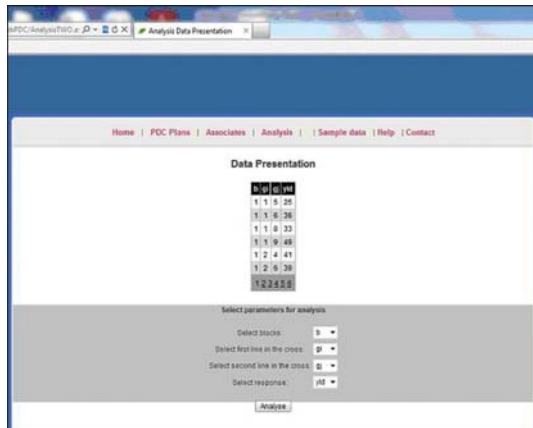 PDC/AnalysisTWO.a
Analysis Data Presentation
Home | PDC Plans | Associates | Analysis | | Sample data | Help | Contact
Data Presentation
b gi gj yld
1 1 5 25
1 1 6 36
1 1 8 33
1 1 9 49
1 2 4 41
1 2 6 39
1 2 3 4 5 6
Select parameters for analysis
Select blocks: b
Select first line in the cross: gi
Select second line in the cross: gj
Select response: yld
Analyse